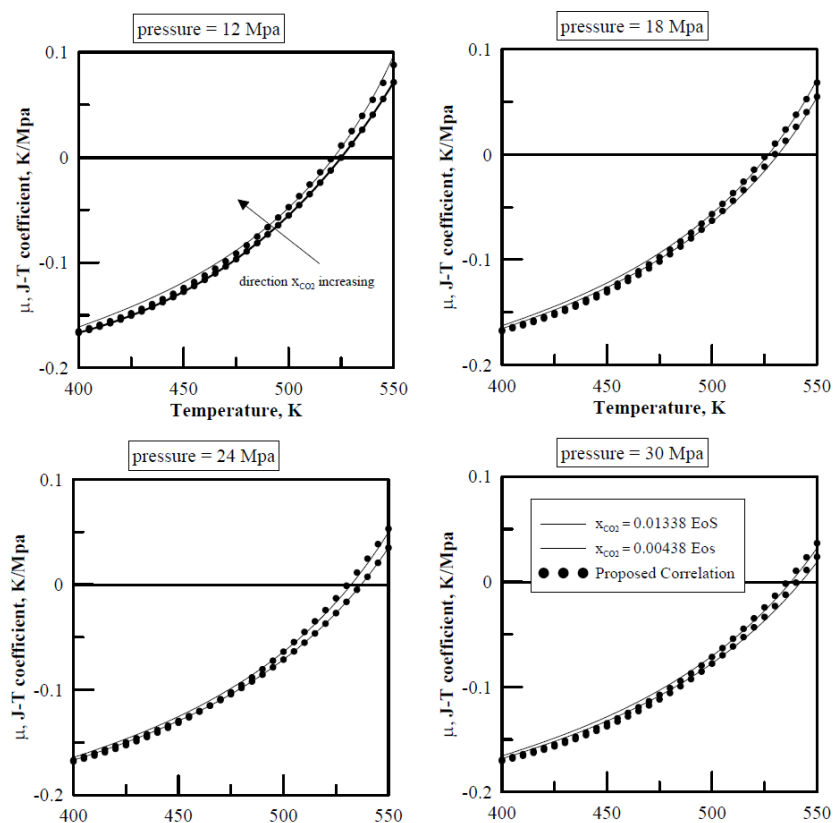 pressure = 12 Mpa
μ, J-T coefficient, K/Mpa
0.1
0
-0.1
-0.2
direction xCO2 increasing
400
450
500
550
Temperature, K
pressure = 18 Mpa
μ, J-T coefficient, K/Mpa
0.1
0
-0.1
-0.2
400
450
500
550
Temperature, K
pressure = 24 Mpa
μ, J-T coefficient, K/Mpa
0.1
0
-0.1
-0.2
400
450
500
550
pressure = 30 Mpa
μ, J-T coefficient, K/Mpa
0.1
0
-0.1
-0.2
xCO2 = 0.01338 EoS
xCO2 = 0.00438 Eos
Proposed Correlation
400
450
500
550